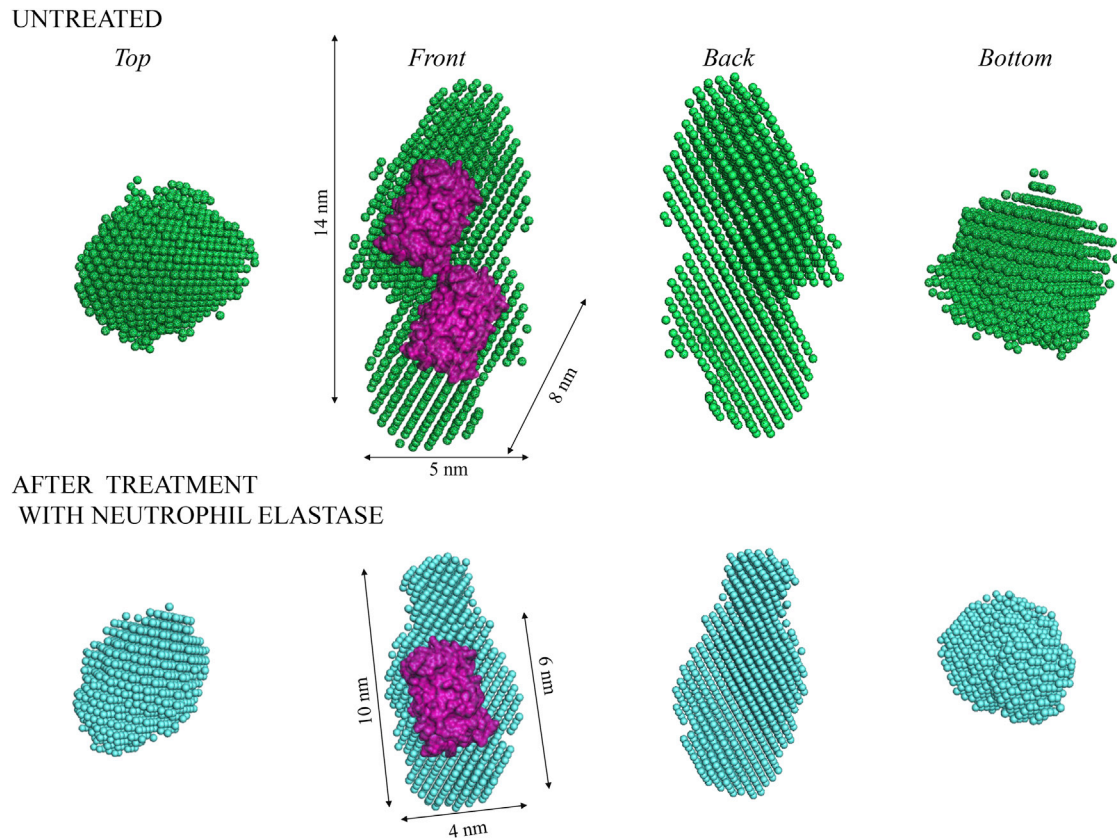 UNTREATED
Top
Front
Back
Bottom
14 nm
8 nm
5 nm
AFTER TREATMENT
WITH NEUTROPHIL ELASTASE
10 nm
6 nm
4 nm